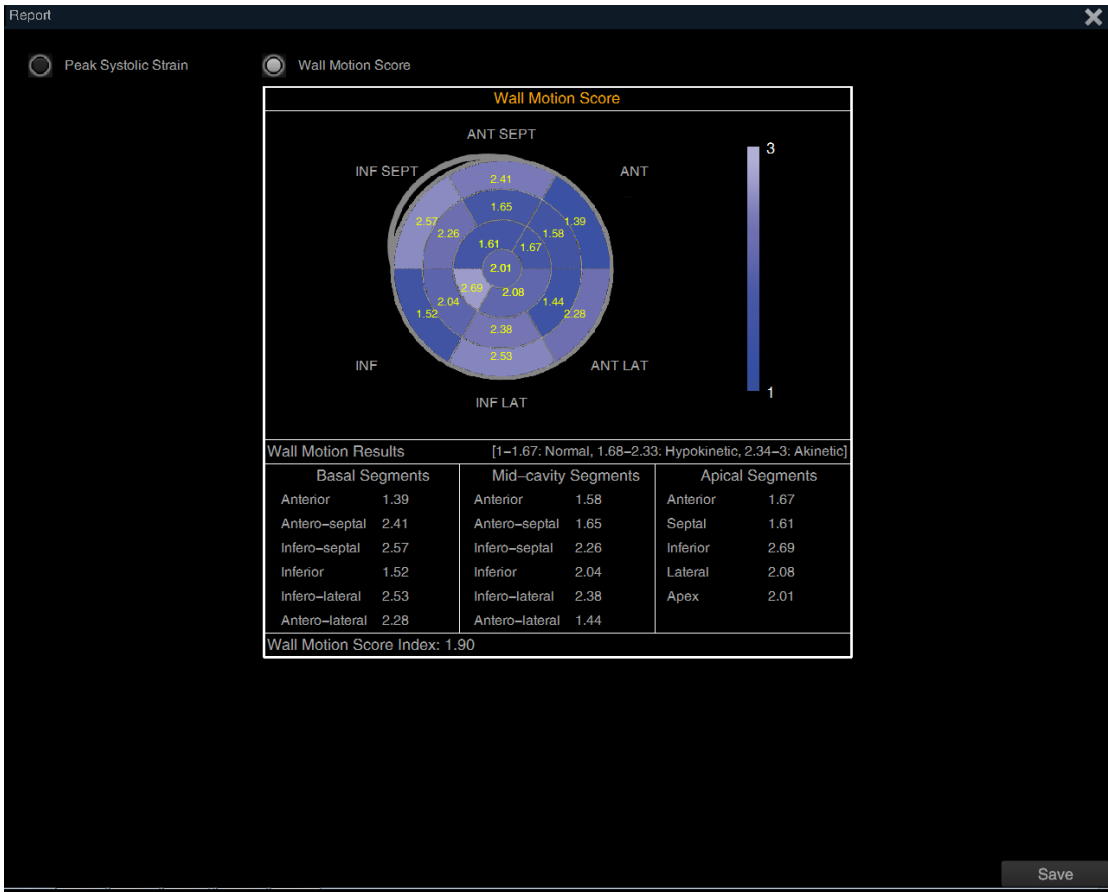 Report
Peak Systolic Strain
Wall Motion Score
Wall Motion Score
ANT SEPT
INF SEPT
ANT
3
2.41
1.65
2.57
1.39
2.26
1.58
1.61
1.67
2.01
2.69
2.08
2.04
1.44
1.52
2.28
2.38
2.53
INF
ANT LAT
1
INF LAT
Wall Motion Results [1–1.67: Normal, 1.68–2.33: Hypokinetic, 2.34–3: Akinetic]
Basal Segments Mid–cavity Segments Apical Segments
Anterior 1.39 Anterior 1.58 Anterior 1.67
Antero–septal 2.41 Antero–septal 1.65 Septal 1.61
Infero–septal 2.57 Infero–septal 2.26 Inferior 2.69
Inferior 1.52 Inferior 2.04 Lateral 2.08
Infero–lateral 2.53 Infero–lateral 2.38 Apex 2.01
Antero–lateral 2.28 Antero–lateral 1.44
Wall Motion Score Index: 1.90
Save